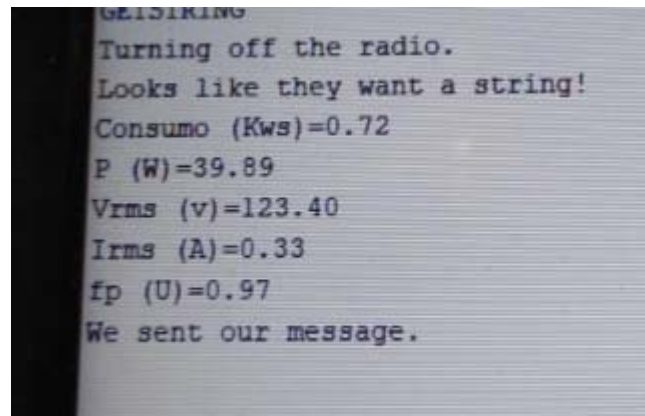 GETSTRING
Turning off the radio.
Looks like they want a string!
Consumo (Kws)=0.72
P (W)=39.89
Vrms (v)=123.40
Irms (A)=0.33
fp (U)=0.97
We sent our message.